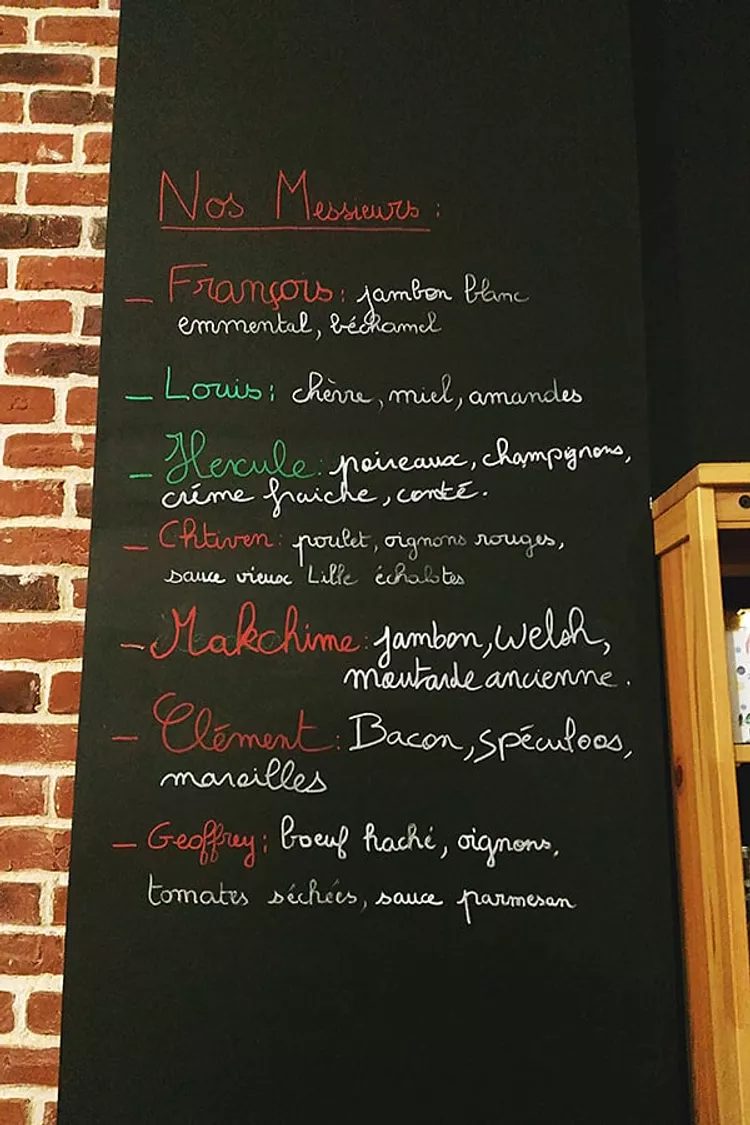 Nos Messieurs :
– François : jambon blanc
emmental, béchamel
– Louis : chèvre, miel, amandes
– Hercule : poireaux, champignons,
crème fraiche, comté.
– Chtiven : poulet, oignons rouges,
sauce vieux Lille échalotes
– Makchime : jambon, welsh,
moutarde ancienne.
– Clément : Bacon, spéculoos,
maroilles
– Geoffrey : boeuf haché, oignons,
tomates séchées, sauce parmesan